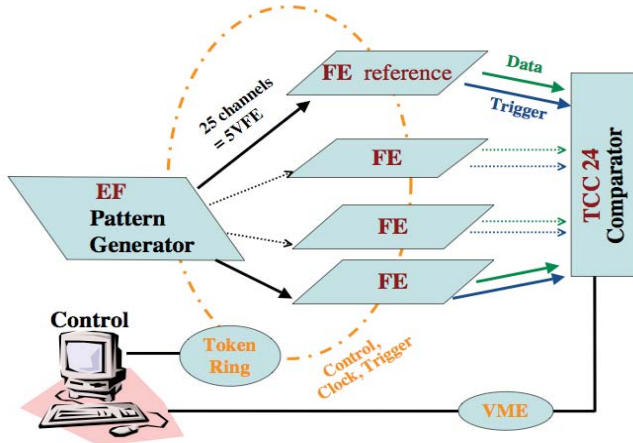 FE reference
Data
Trigger
25 channels
= 5VFE
FE
EF
Pattern
Generator
FE
FE
TCC 24
Comparator
Control
Token
Ring
Control,
Clock, Trigger
VME